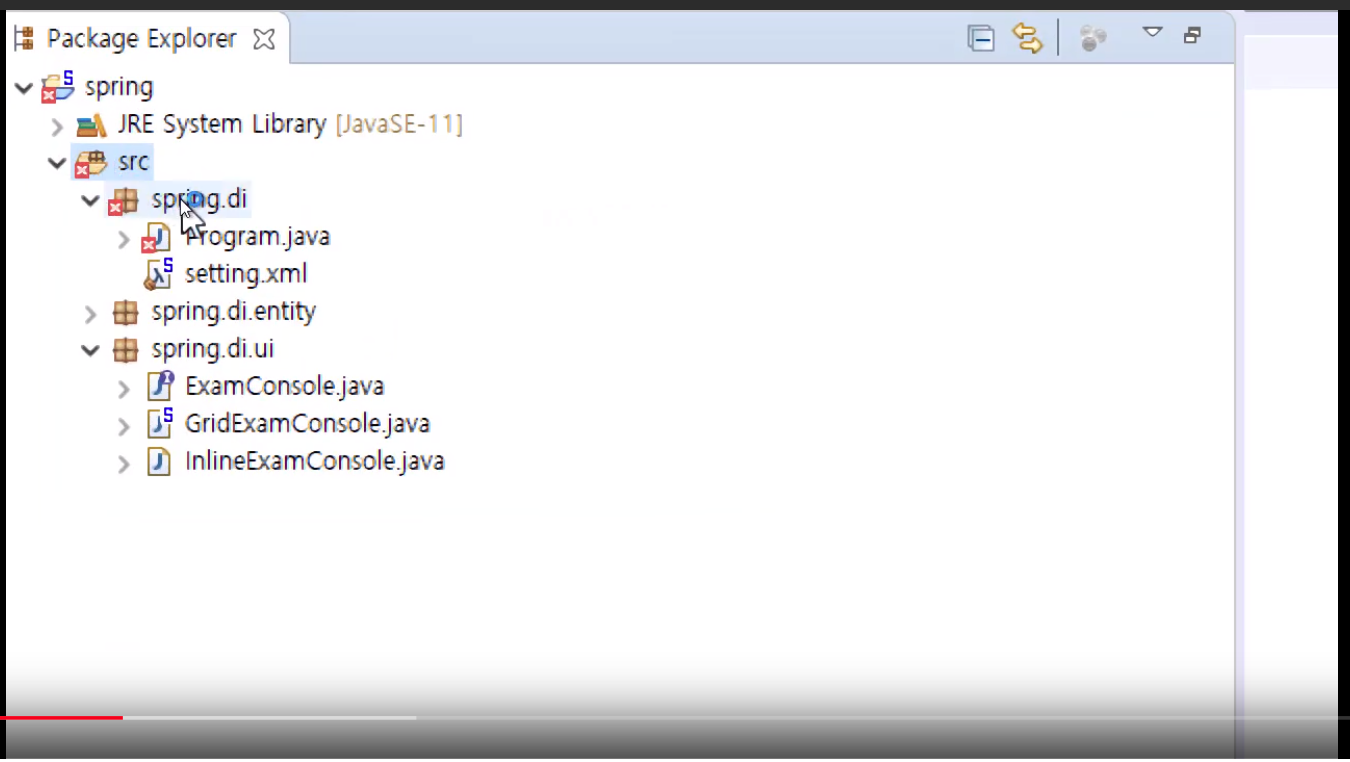 Package Explorer
spring
JRE System Library [JavaSE-11]
src
spring.di
Program.java
setting.xml
spring.di.entity
spring.di.ui
ExamConsole.java
GridExamConsole.java
InlineExamConsole.java